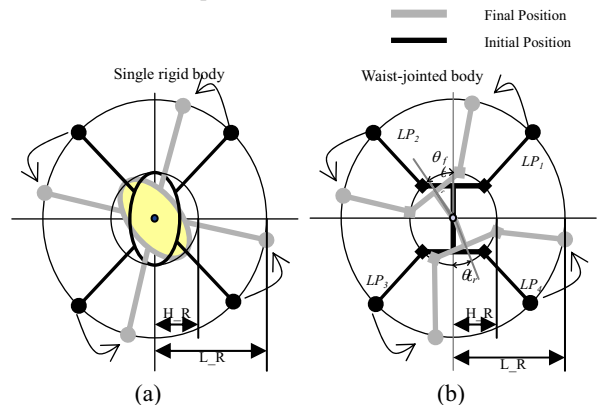 Final Position
Initial Position
Single rigid body
Waist-jointed body
LP2
LP1
θf
LP3
θr
LP4
H_R
H_R
L_R
L_R
(a)
(b)